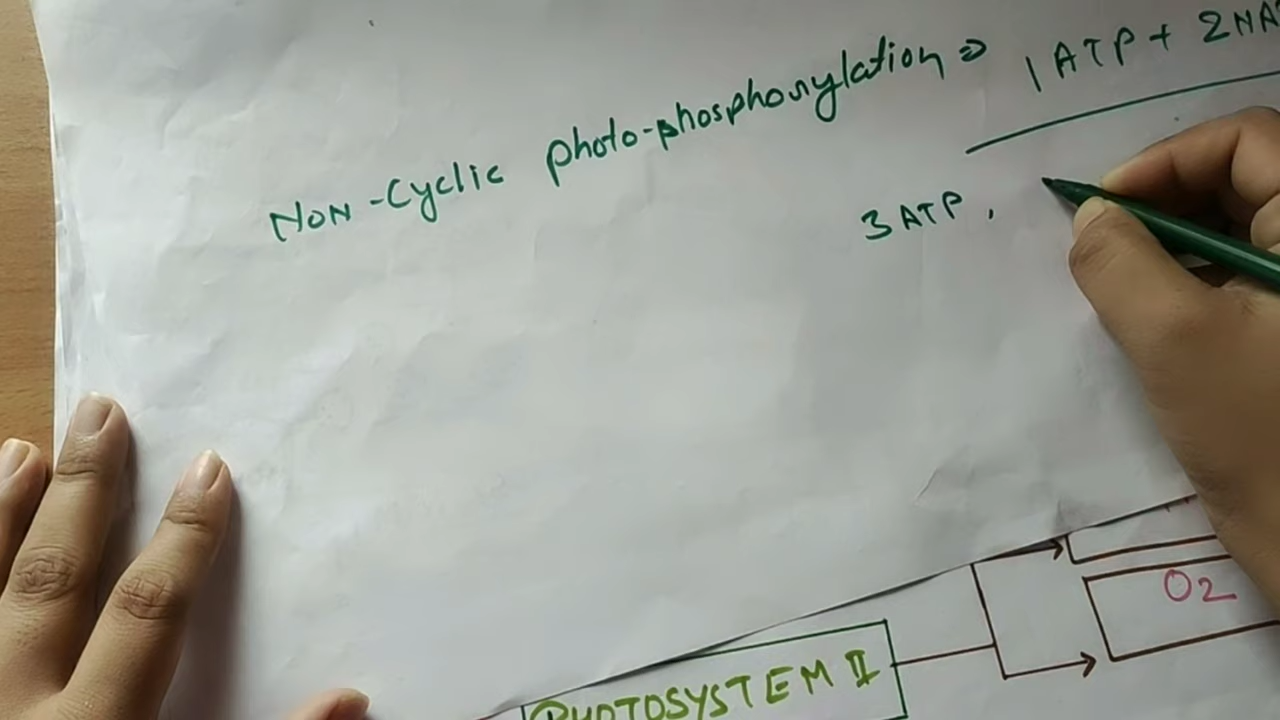 Non-Cyclic photo-phosphorylation ⇒ 1 ATP + 2NA
3 ATP,
O2
PHOTOSYSTEM II